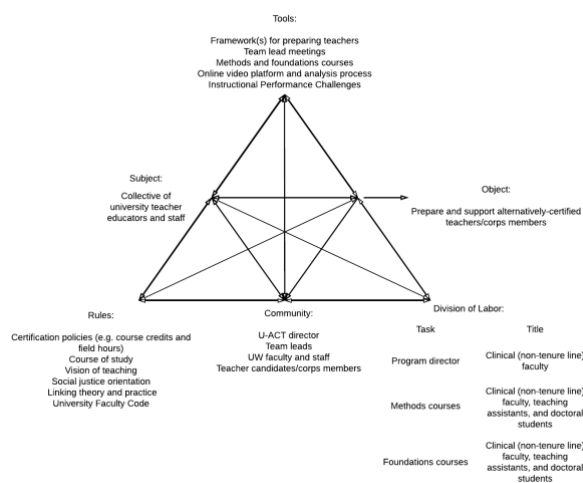 Tools:
Framework(s) for preparing teachers
Team lead meetings
Methods and foundations courses
Online video platform and analysis process
Instructional Performance Challenges
Subject:
Collective of
university teacher
educators and staff
Object:
Prepare and support alternatively-certified
teachers/corps members
Rules:
Certification policies (e.g. course credits and
field hours)
Course of study
Vision of teaching
Social justice orientation
Linking theory and practice
University Faculty Code
Community:
U-ACT director
Team leads
UW faculty and staff
Teacher candidates/corps members
Division of Labor:
Task Title
Program director Clinical (non-tenure line)
faculty
Methods courses Clinical (non-tenure line)
faculty, teaching
assistants, and doctoral
students
Foundations courses Clinical (non-tenure line)
faculty, teaching
assistants, and doctoral
students